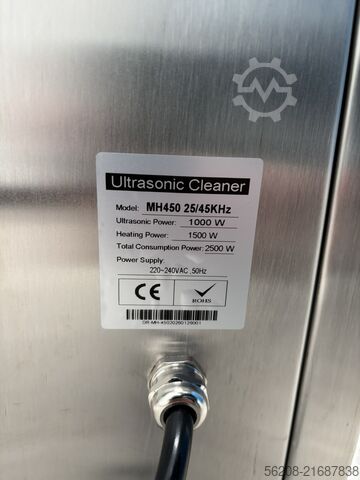 Ultrasonic Cleaner
Model: MH450 25/45KHz
Ultrasonic Power: 1000 W
Heating Power: 1500 W
Total Consumption Power: 2500 W
Power Supply:
220~240VAC ,50Hz
CE
ROHS
56208-21687838